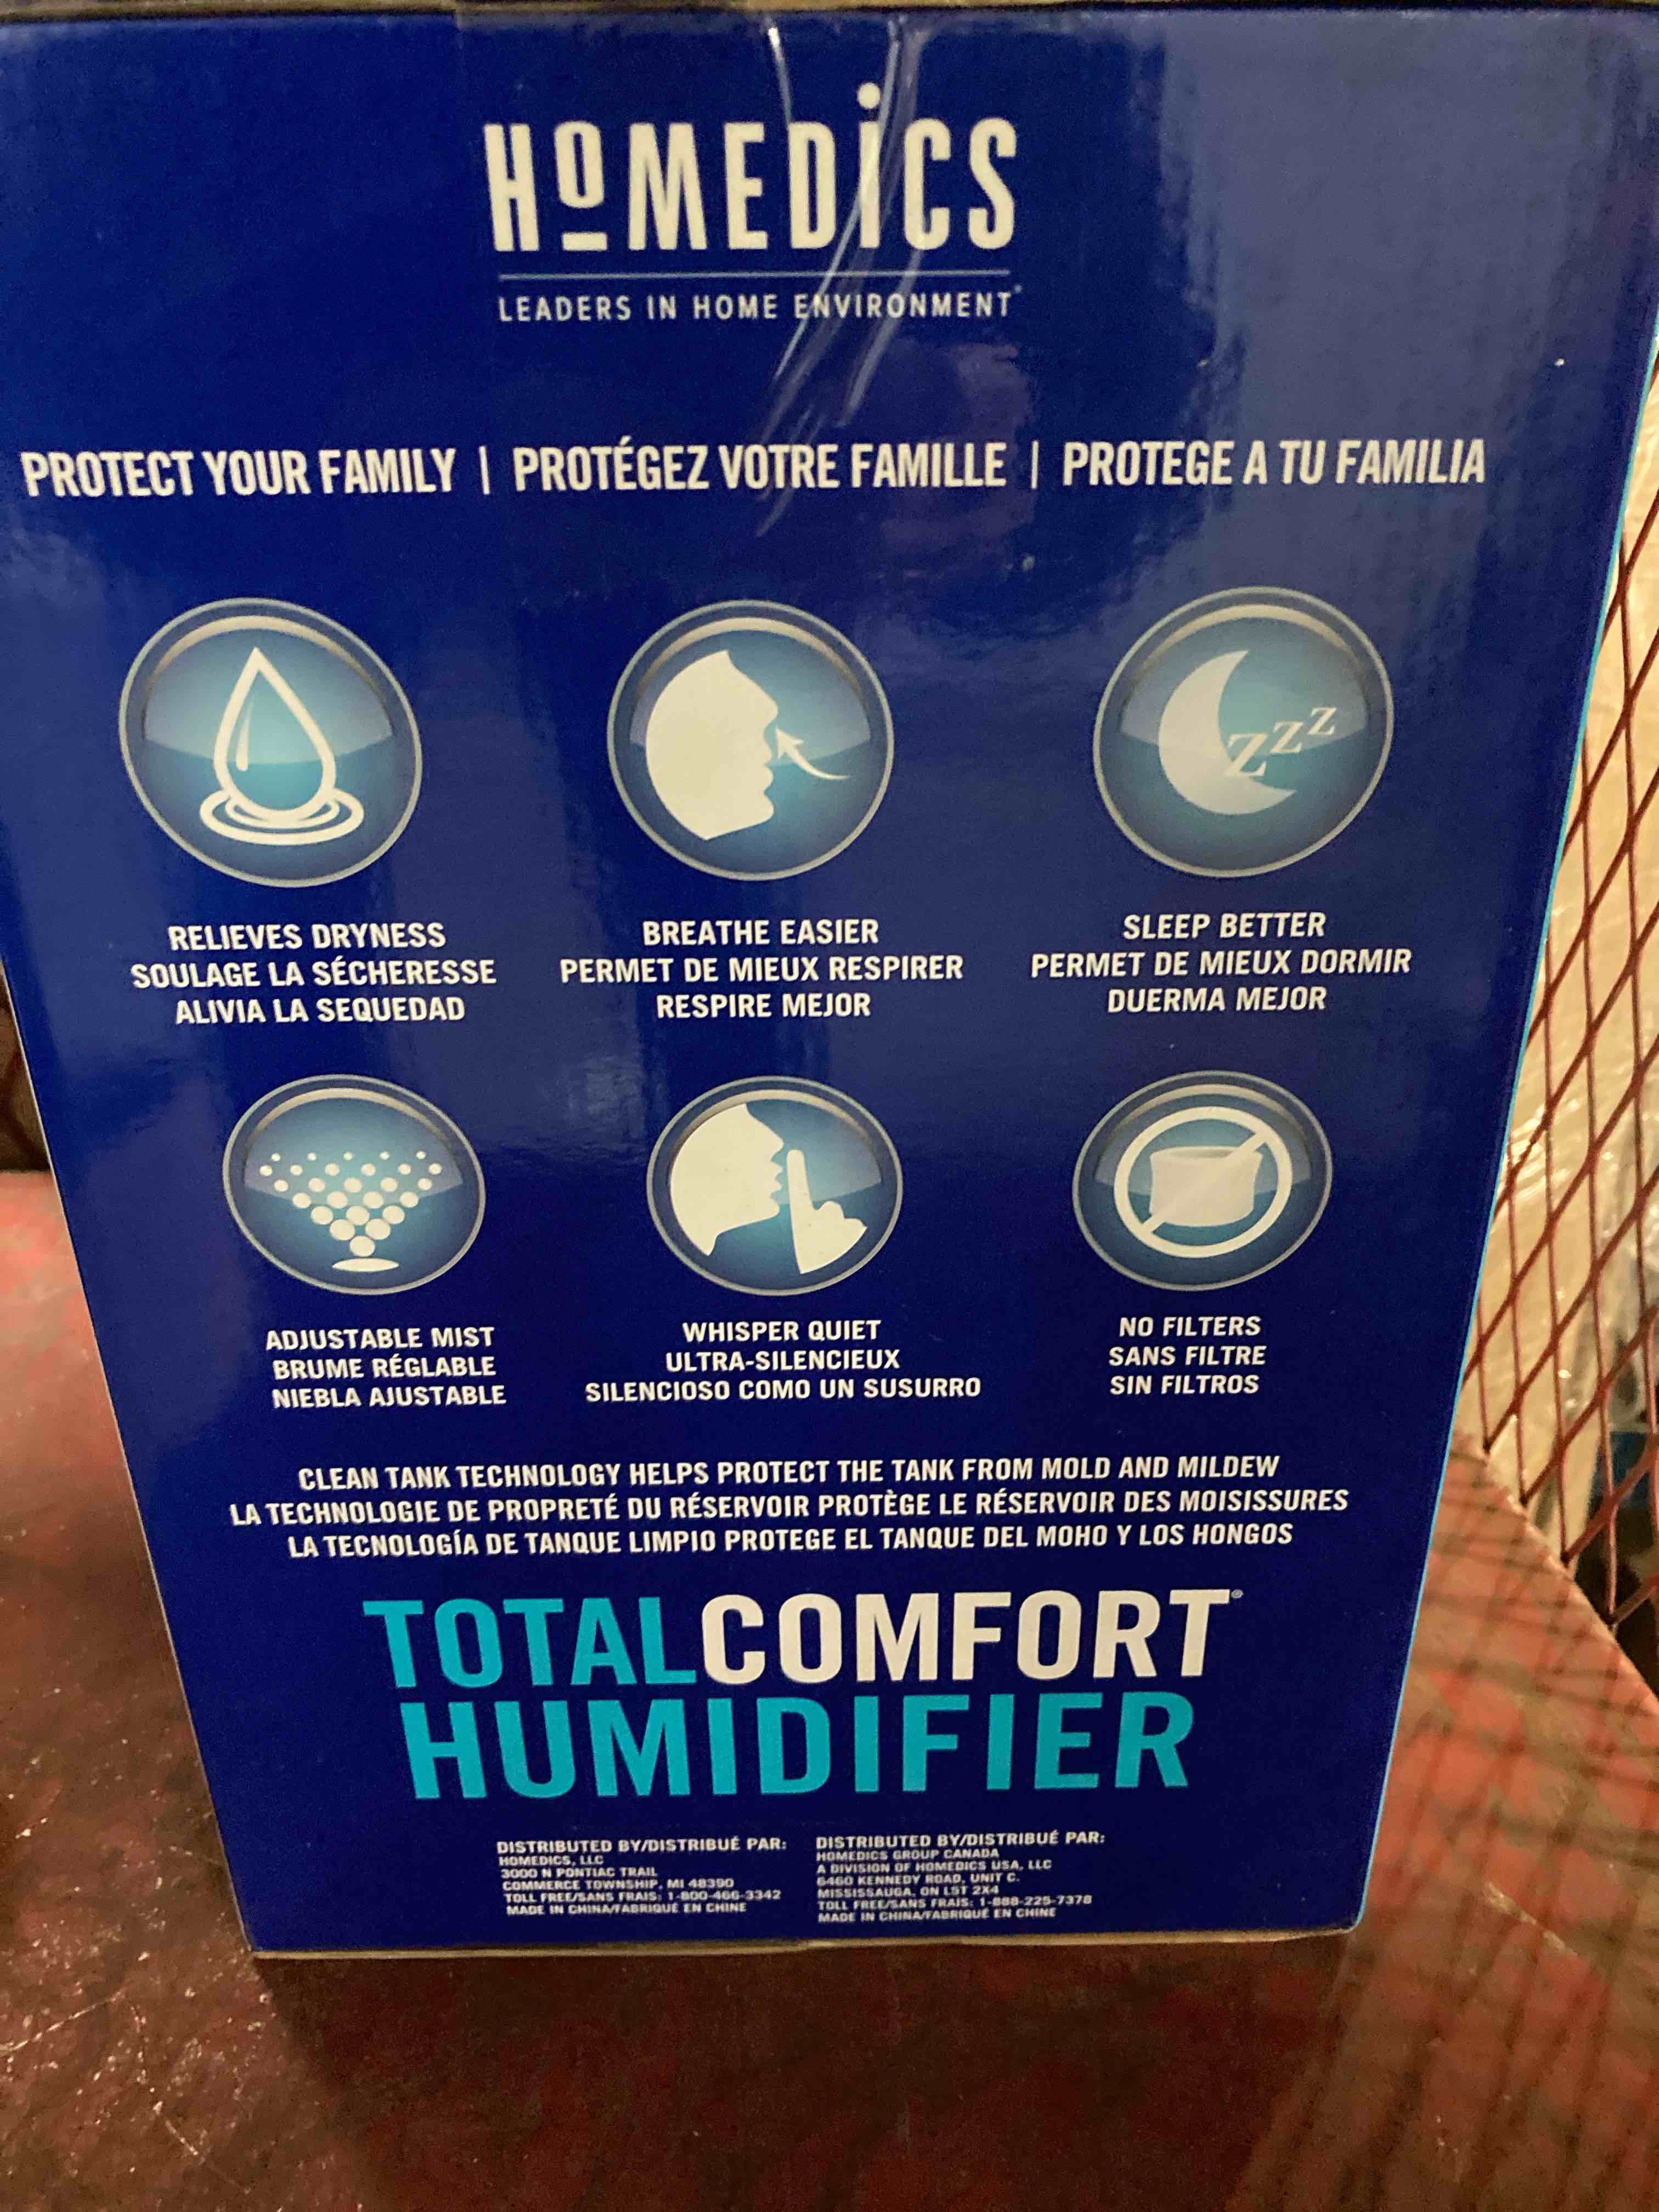 HOMEDICS
LEADERS IN HOME ENVIRONMENT®
PROTECT YOUR FAMILY | PROTÉGEZ VOTRE FAMILLE | PROTEGE A TU FAMILIA
zzZ
RELIEVES DRYNESS
SOULAGE LA SÉCHERESSE
ALIVIA LA SEQUEDAD
BREATHE EASIER
PERMET DE MIEUX RESPIRER
RESPIRE MEJOR
SLEEP BETTER
PERMET DE MIEUX DORMIR
DUERMA MEJOR
ADJUSTABLE MIST
BRUME RÉGLABLE
NIEBLA AJUSTABLE
WHISPER QUIET
ULTRA-SILENCIEUX
SILENCIOSO COMO UN SUSURRO
NO FILTERS
SANS FILTRE
SIN FILTROS
CLEAN TANK TECHNOLOGY HELPS PROTECT THE TANK FROM MOLD AND MILDEW
LA TECHNOLOGIE DE PROPRETÉ DU RÉSERVOIR PROTÈGE LE RÉSERVOIR DES MOISISSURES
LA TECNOLOGÍA DE TANQUE LIMPIO PROTEGE EL TANQUE DEL MOHO Y LOS HONGOS
TOTALCOMFORT®
HUMIDIFIER
DISTRIBUTED BY/DISTRIBUÉ PAR:
HOMEDICS, LLC
3000 N PONTIAC TRAIL
COMMERCE TOWNSHIP, MI 48390
TOLL FREE/SANS FRAIS: 1-800-466-3342
MADE IN CHINA/FABRIQUÉ EN CHINE
DISTRIBUTED BY/DISTRIBUÉ PAR:
HOMEDICS GROUP CANADA
A DIVISION OF HOMEDICS USA, LLC
6460 KENNEDY ROAD, UNIT C.
MISSISSAUGA, ON L5T 2X4
TOLL FREE/SANS FRAIS: 1-888-225-7378
MADE IN CHINA/FABRIQUÉ EN CHINE